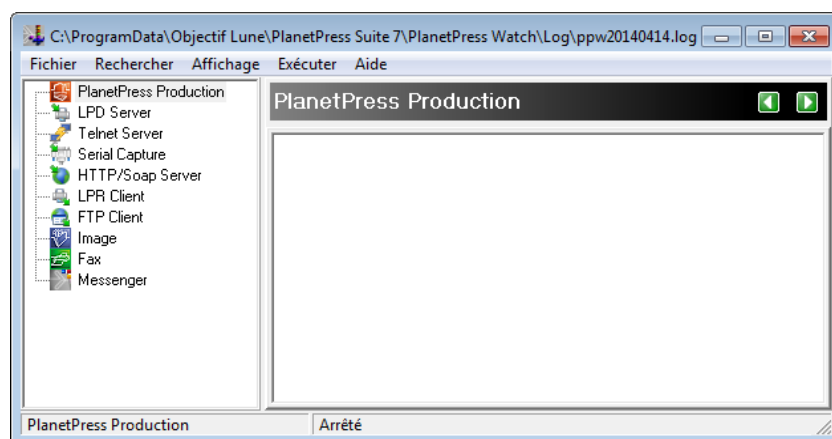 C:\ProgramData\Objectif Lune\PlanetPress Suite 7\PlanetPress Watch\Log\ppw20140414.log
Fichier Rechercher Affichage Exécuter Aide
PlanetPress Production
LPD Server
Telnet Server
Serial Capture
HTTP/Soap Server
LPR Client
FTP Client
Image
Fax
Messenger
PlanetPress Production
PlanetPress Production Arrêté